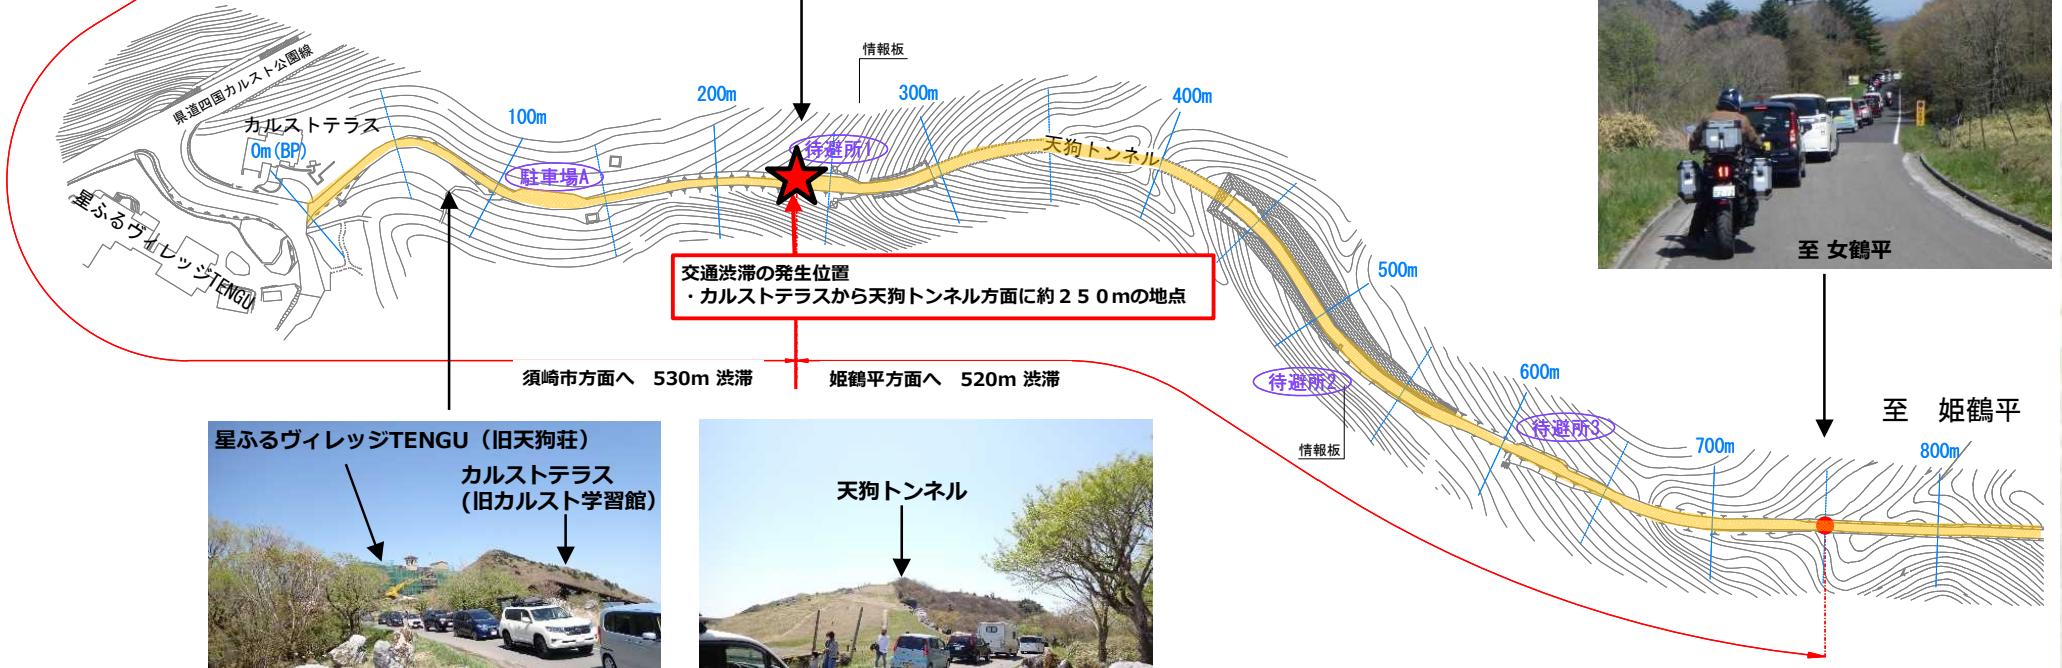 県道四国カルスト公園線
カルストテラス
0m(BP)
星ふるヴィレッジTENGU
100m
駐車場A
200m
情報板
待避所1
300m
天狗トンネル
400m
交通渋滞の発生位置
・カルストテラスから天狗トンネル方面に約２５０mの地点
須崎市方面へ 530m 渋滞
姫鶴平方面へ 520m 渋滞
500m
待避所2
情報板
600m
待避所3
700m
至 姫鶴平
800m
至 女鶴平
星ふるヴィレッジTENGU（旧天狗荘）
カルストテラス
(旧カルスト学習館）
天狗トンネル